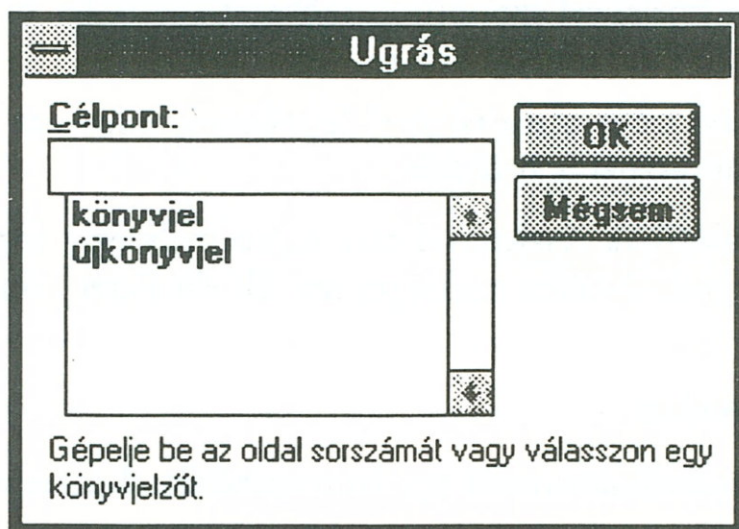 Ugrás
Célpont:
OK
könyvjel
Mégsem
újkönyvjel
Gépelje be az oldal sorszámát vagy válasszon egy
könyvjelzőt.